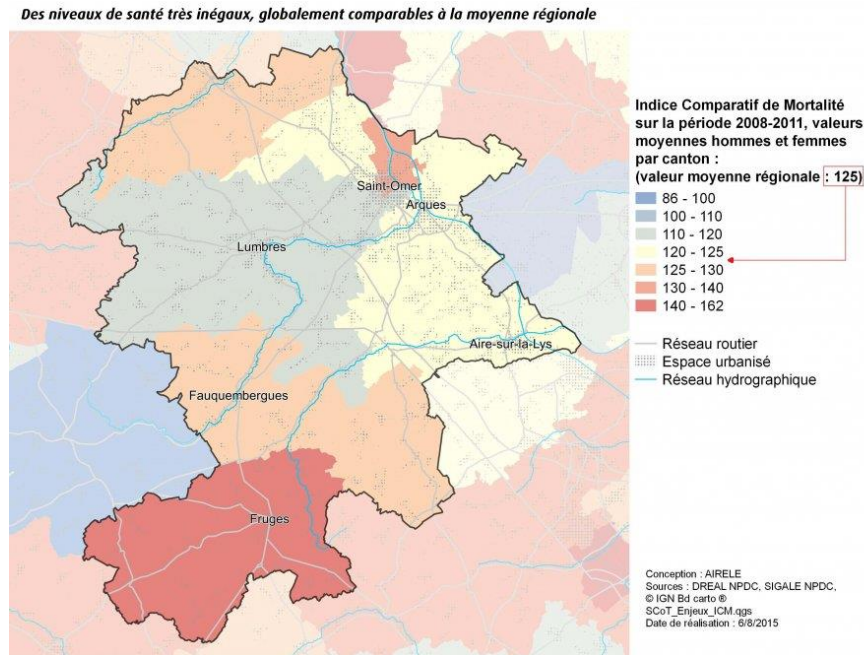 Des niveaux de santé très inégaux, globalement comparables à la moyenne régionale
Indice Comparatif de Mortalité
sur la période 2008-2011, valeurs
moyennes hommes et femmes
par canton :
(valeur moyenne régionale : 125)
86 - 100
100 - 110
110 - 120
120 - 125
125 - 130
130 - 140
140 - 162
Réseau routier
Espace urbanisé
Réseau hydrographique
Saint-Omer
Arques
Lumbres
Aire-sur-la-Lys
Fauquembergues
Fruges
Conception : AIRELE
Sources : DREAL NPDC, SIGALE NPDC,
© IGN Bd carto ®
SCoT_Enjeux_ICM.qgs
Date de réalisation : 6/8/2015